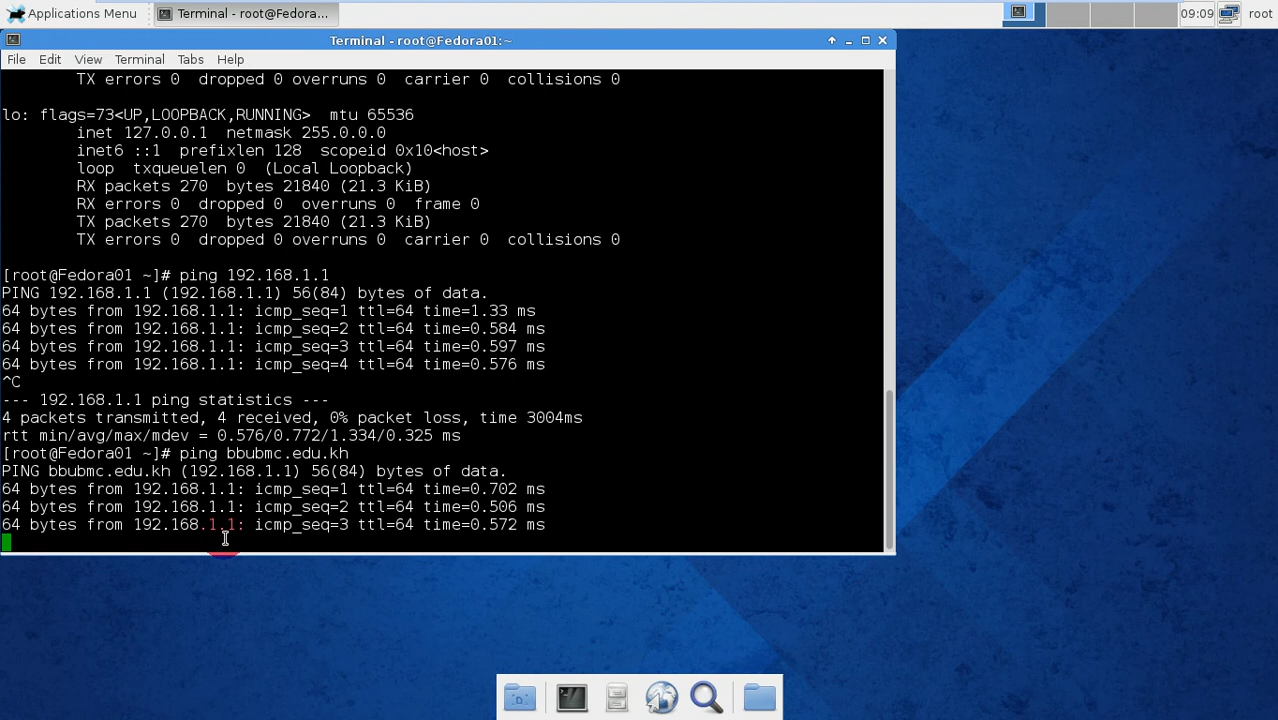 Applications Menu
Terminal - root@Fedora...
09:09
root
Terminal - root@Fedora01:~
File Edit View Terminal Tabs Help
TX errors 0  dropped 0 overruns 0  carrier 0  collisions 0
lo: flags=73<UP,LOOPBACK,RUNNING>  mtu 65536
inet 127.0.0.1  netmask 255.0.0.0
inet6 ::1  prefixlen 128  scopeid 0x10<host>
loop  txqueuelen 0  (Local Loopback)
RX packets 270  bytes 21840 (21.3 KiB)
RX errors 0  dropped 0  overruns 0  frame 0
TX packets 270  bytes 21840 (21.3 KiB)
TX errors 0  dropped 0 overruns 0  carrier 0  collisions 0
[root@Fedora01 ~]# ping 192.168.1.1
PING 192.168.1.1 (192.168.1.1) 56(84) bytes of data.
64 bytes from 192.168.1.1: icmp_seq=1 ttl=64 time=1.33 ms
64 bytes from 192.168.1.1: icmp_seq=2 ttl=64 time=0.584 ms
64 bytes from 192.168.1.1: icmp_seq=3 ttl=64 time=0.597 ms
64 bytes from 192.168.1.1: icmp_seq=4 ttl=64 time=0.576 ms
^C
--- 192.168.1.1 ping statistics ---
4 packets transmitted, 4 received, 0% packet loss, time 3004ms
rtt min/avg/max/mdev = 0.576/0.772/1.334/0.325 ms
[root@Fedora01 ~]# ping bbubmc.edu.kh
PING bbubmc.edu.kh (192.168.1.1) 56(84) bytes of data.
64 bytes from 192.168.1.1: icmp_seq=1 ttl=64 time=0.702 ms
64 bytes from 192.168.1.1: icmp_seq=2 ttl=64 time=0.506 ms
64 bytes from 192.168.1.1: icmp_seq=3 ttl=64 time=0.572 ms